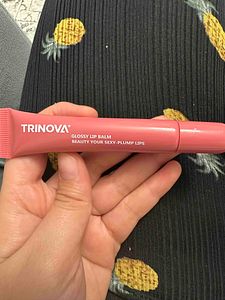 TRINOVA
GLOSSY LIP BALM
BEAUTY YOUR SEXY-PLUMP LIPS